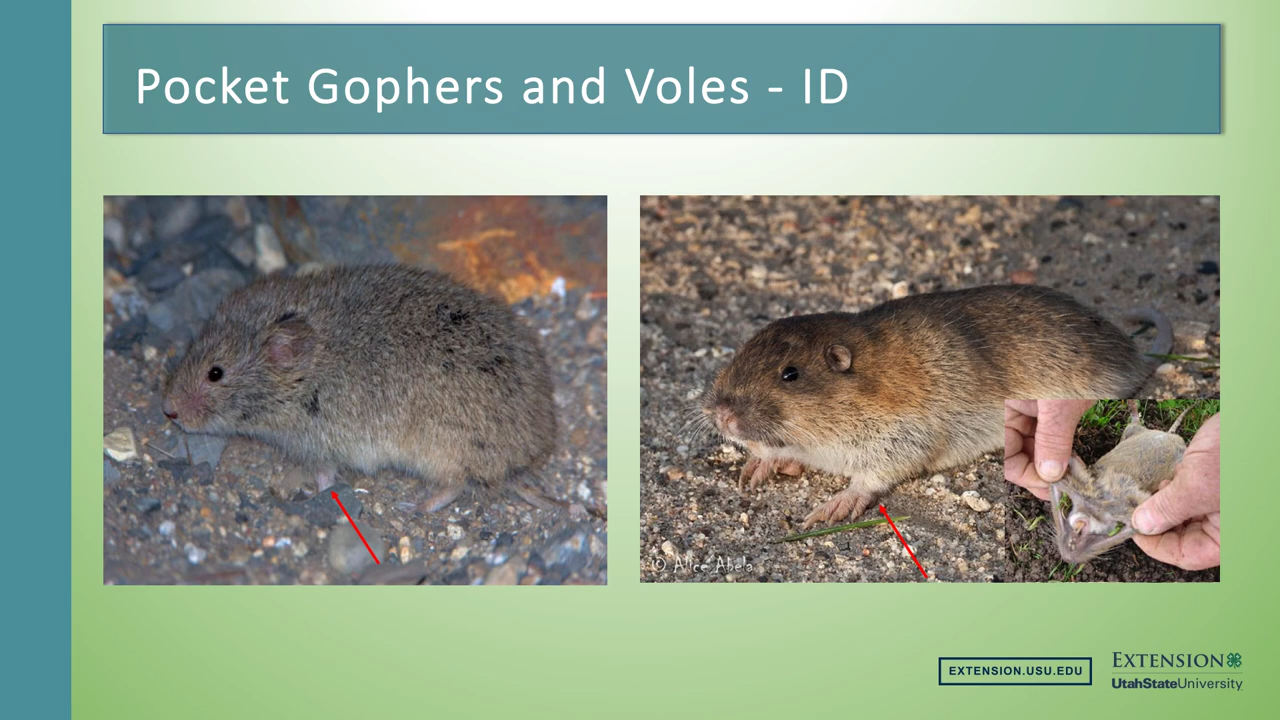 Pocket Gophers and Voles - ID
© Alice Abela
EXTENSION.USU.EDU
EXTENSION
UtahStateUniversity